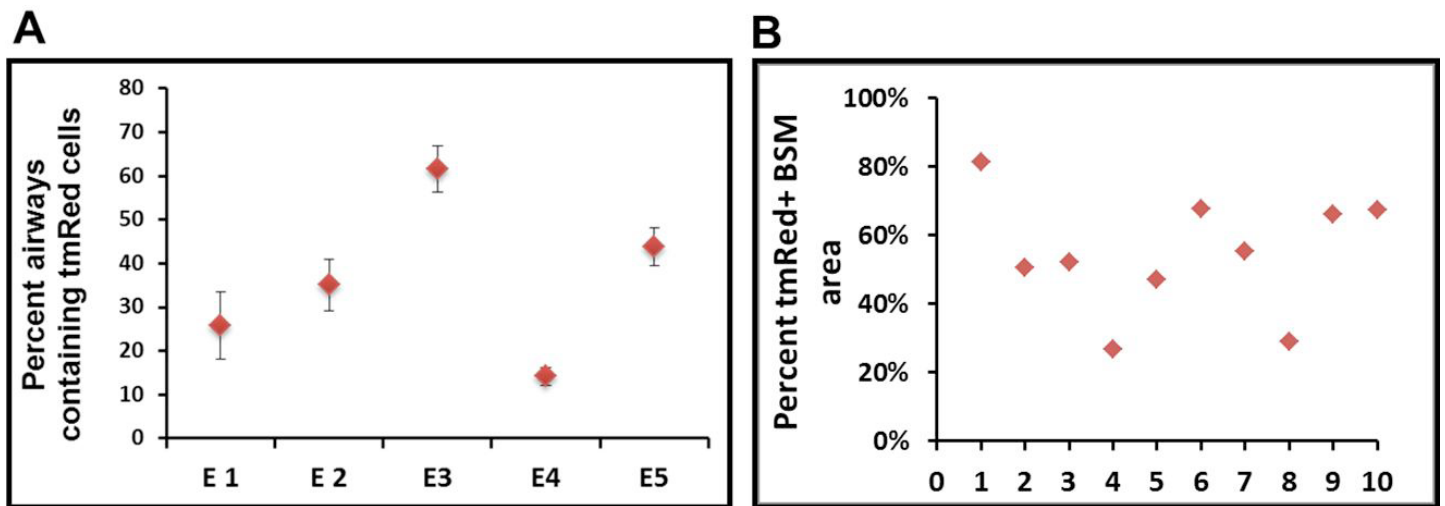 A
Percent airways
containing tmRed cells
80
70
60
50
40
30
20
10
0
E 1 E 2 E3 E4 E5
B
Percent tmRed+ BSM
area
100%
80%
60%
40%
20%
0%
0 1 2 3 4 5 6 7 8 9 10